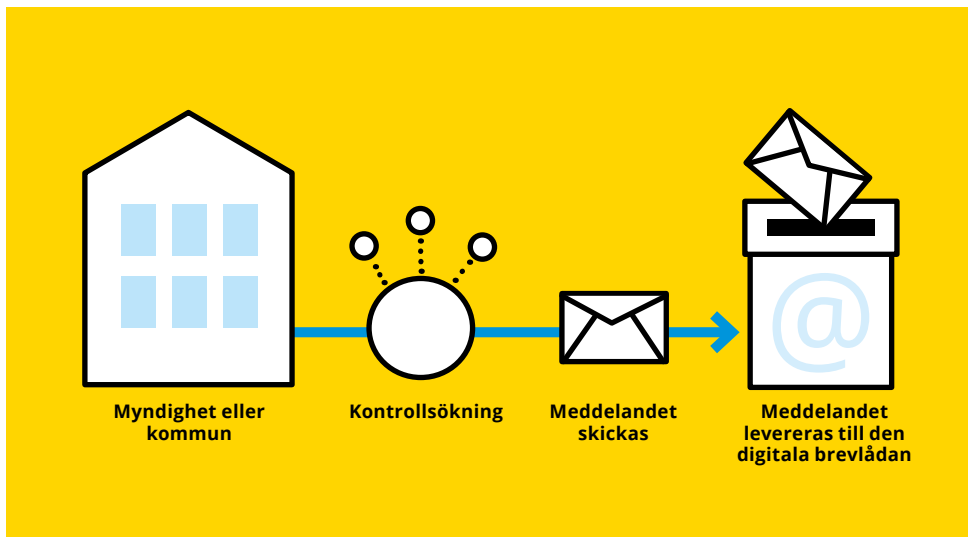 @
Myndighet eller
kommun
Kontrollsökning
Meddelandet
skickas
Meddelandet
levereras till den
digitala brevlådan